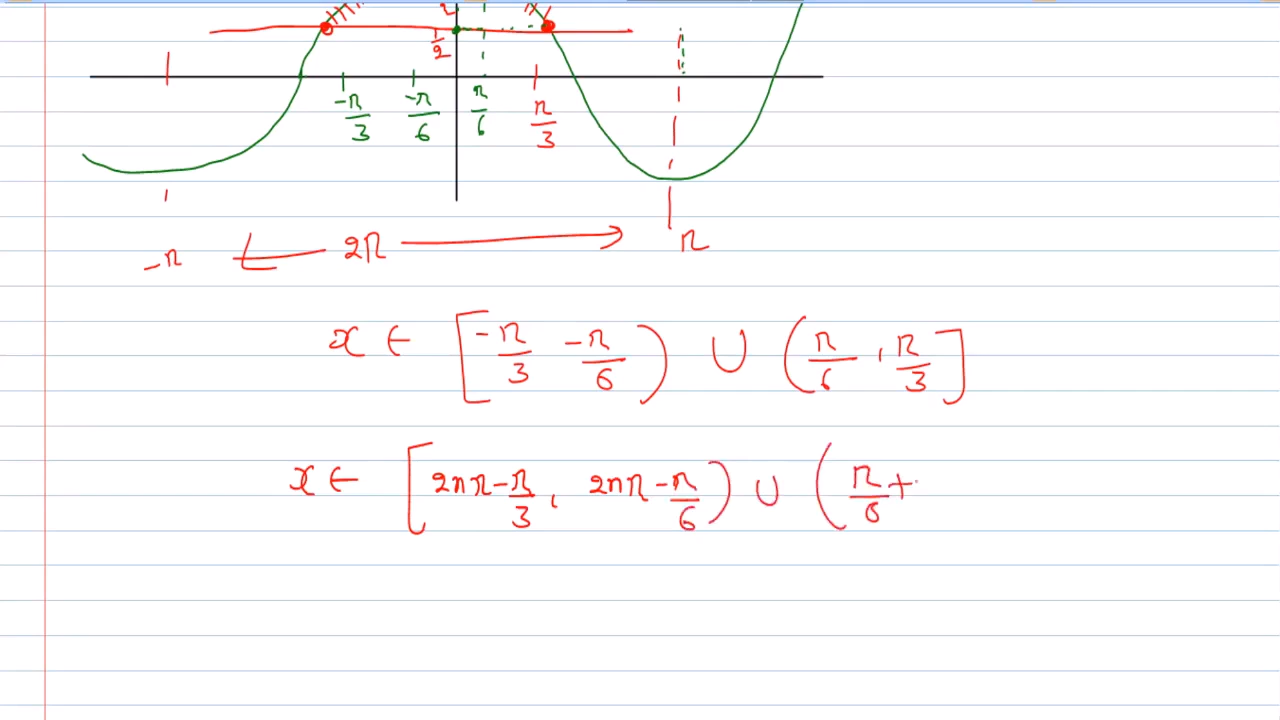 1/2
-π/3 -π/6 π/6 π/3
-π 2π π
x ∈ [-π/3 -π/6) ∪ (π/6, π/3]
x ∈ [2nπ-π/3, 2nπ-π/6) ∪ (π/6+